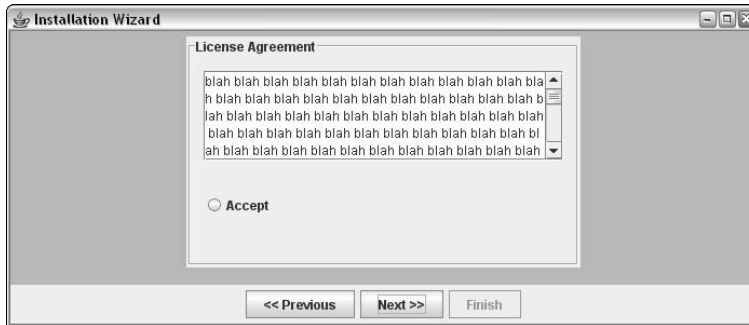 Installation Wizard
License Agreement
blah blah blah blah blah blah blah blah blah blah blah bla
h blah blah blah blah blah blah blah blah blah blah blah b
lah blah blah blah blah blah blah blah blah blah blah blah
blah blah blah blah blah blah blah blah blah blah blah bl
ah blah blah blah blah blah blah blah blah blah blah blah
Accept
<< Previous
Next >>
Finish